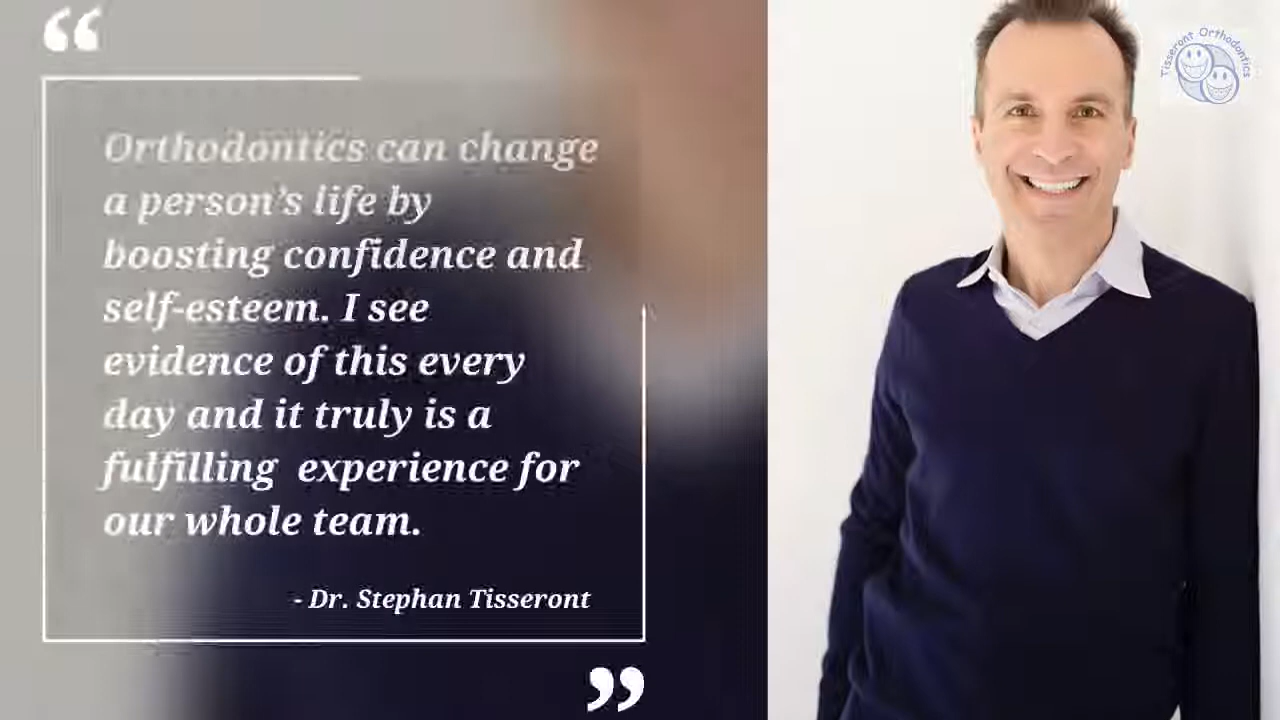 “
Orthodontics can change
a person’s life by
boosting confidence and
self-esteem. I see
evidence of this every
day and it truly is a
fulfilling experience for
our whole team.
- Dr. Stephan Tisseront
”
Tisseront Orthodontics